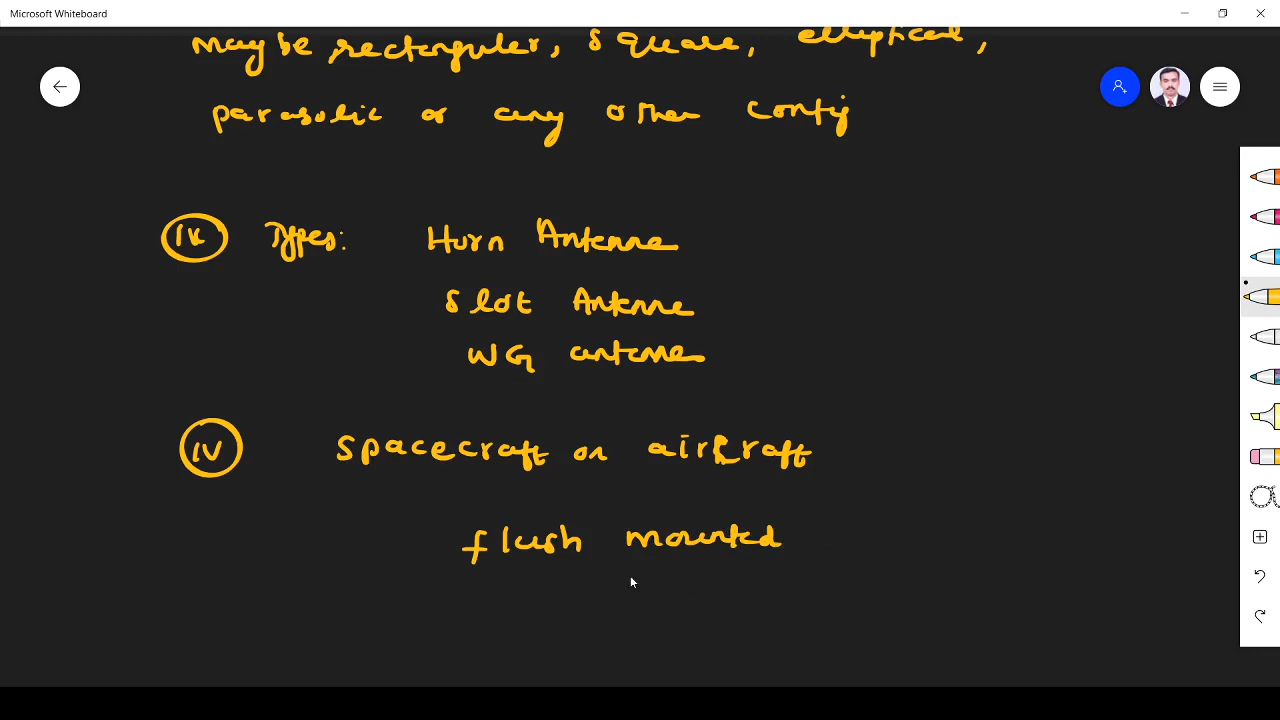 Microsoft Whiteboard
may be rectangular, square, elliptical,
parabolic or any other config
Types: Horn Antenna
slot Antenna
WG antenna
IV spacecraft or aircraft
flush mounted